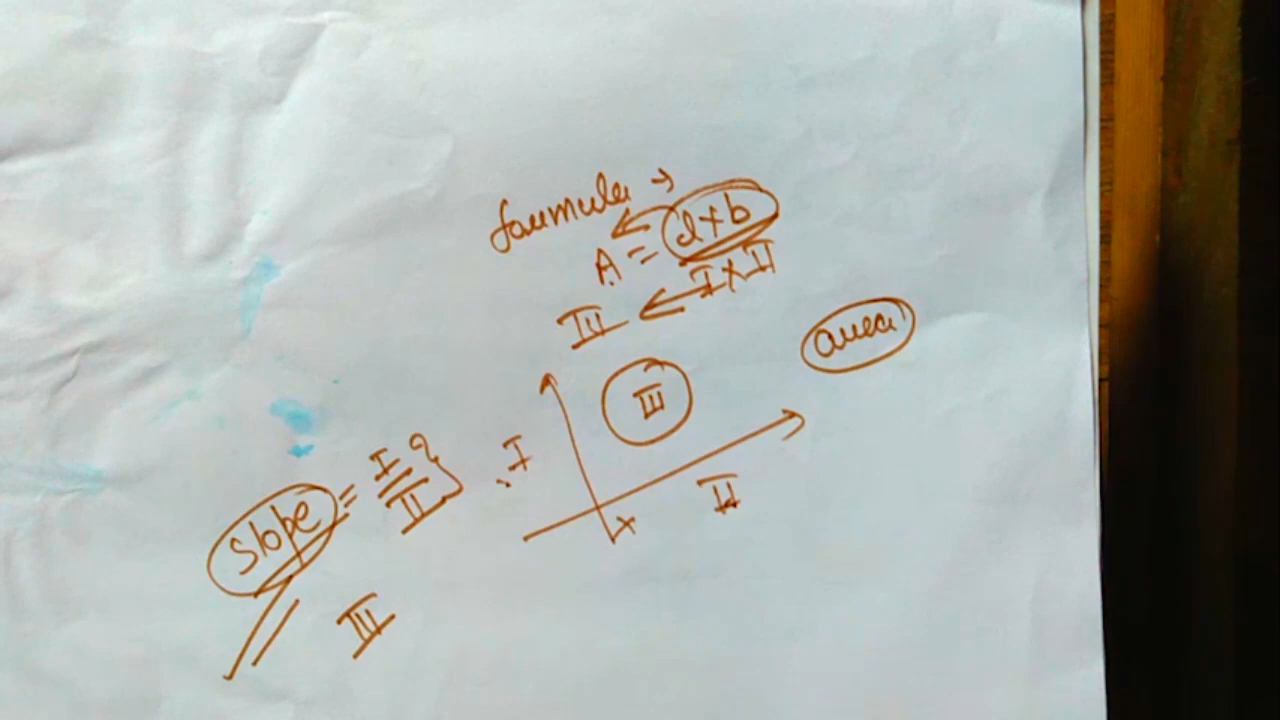 formula →
A = l×b
I×II
III
area
III
I
II
slope = I/II
III